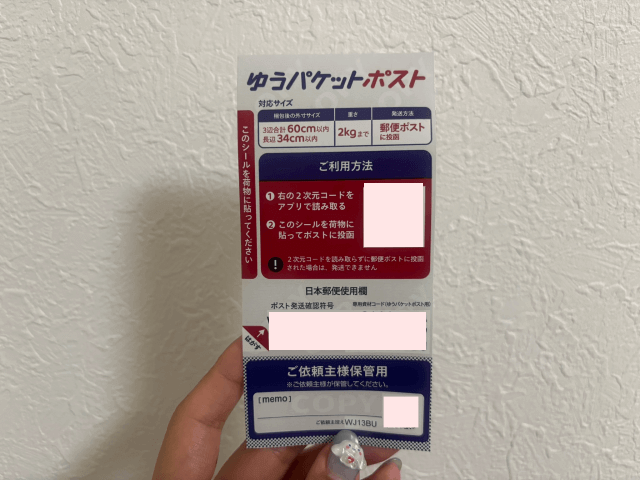 ゆうパケットポスト
対応サイズ
梱包後の外寸サイズ 重さ 発送方法
3辺合計60cm以内
長辺34cm以内
2kgまで
郵便ポスト
に投函
このシールを荷物に貼ってください
ご利用方法
1 右の2次元コードを
アプリで読み取る
2 このシールを荷物に
貼ってポストに投函
! 2次元コードを読み取らずに郵便ポストに投函
された場合は、発送できません
日本郵便使用欄
ポスト発送確認符号
専用資材コード(ゆうパケットポスト用)
はがす
ご依頼主様保管用
※ご依頼主様が保管してください。
[memo]
ご依頼主控え WJ13BU